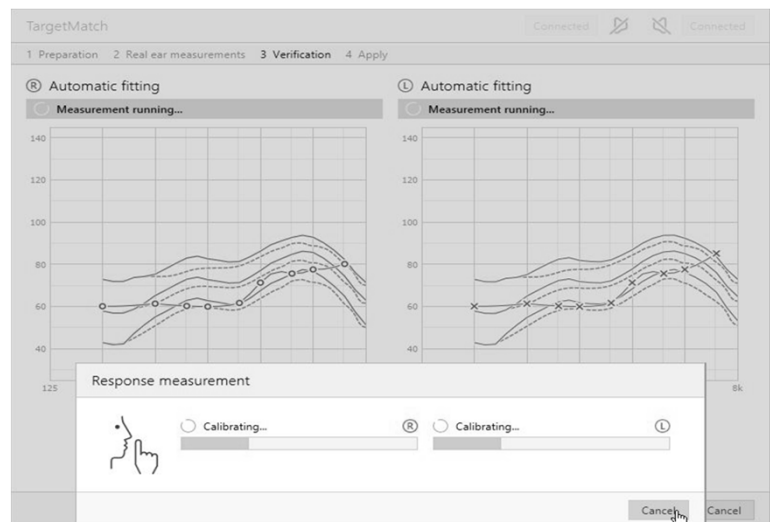 TargetMatch Connected Connected
1 Preparation 2 Real ear measurements 3 Verification 4 Apply
R Automatic fitting
Measurement running...
L Automatic fitting
Measurement running...
140
120
100
80
60
40
125
140
120
100
80
60
40
8k
Response measurement
Calibrating... R
Calibrating... L
Cancel
Cancel